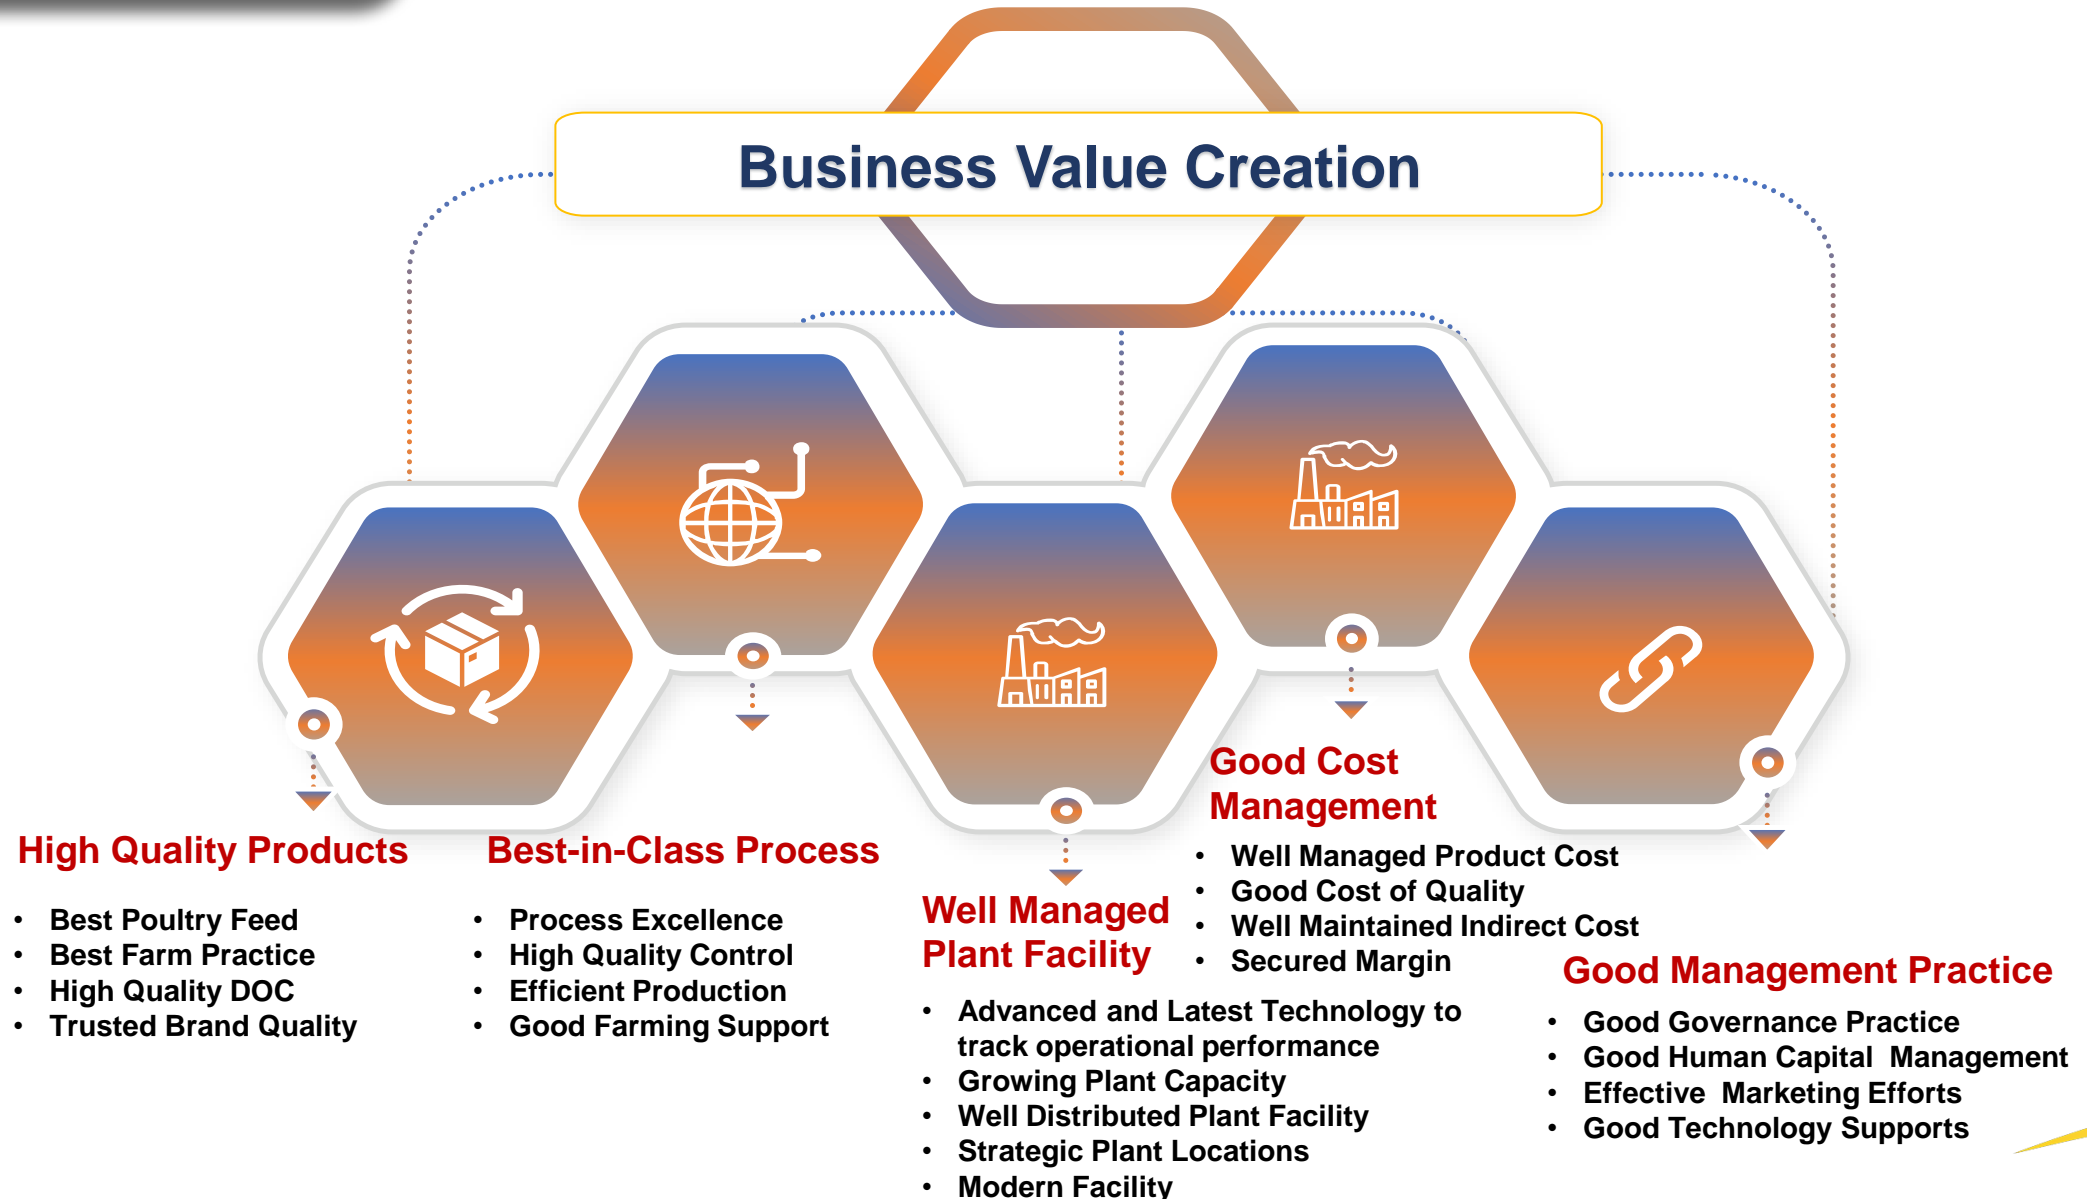 Business Value Creation
High Quality Products
• Best Poultry Feed
• Best Farm Practice
• High Quality DOC
• Trusted Brand Quality
Best-in-Class Process
• Process Excellence
• High Quality Control
• Efficient Production
• Good Farming Support
Well Managed
Plant Facility
• Advanced and Latest Technology to
track operational performance
• Growing Plant Capacity
• Well Distributed Plant Facility
• Strategic Plant Locations
• Modern Facility
Good Cost
Management
• Well Managed Product Cost
• Good Cost of Quality
• Well Maintained Indirect Cost
• Secured Margin
Good Management Practice
• Good Governance Practice
• Good Human Capital  Management
• Effective  Marketing Efforts
• Good Technology Supports